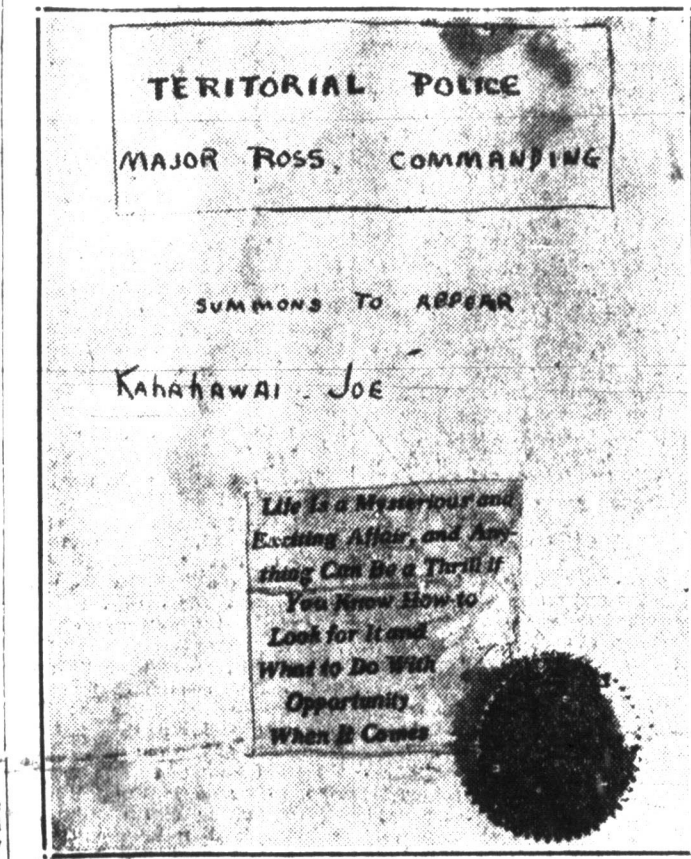 TERITORIAL POLICE
MAJOR ROSS, COMMANDING
SUMMONS TO APPEAR
KAHAHAWAI JOE
Life Is a Mysterious and
Exciting Affair, and Any-
thing Can Be a Thrill if
You Know How to
Look for It and
What to Do With
Opportunity
When It Comes